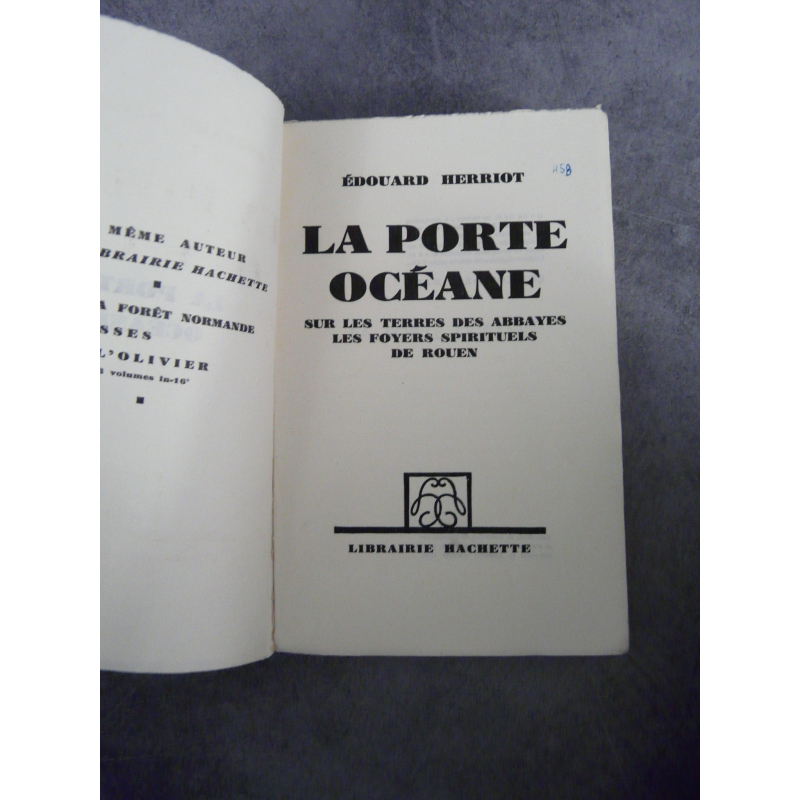 MÊME AUTEUR
BRAIRIE HACHETTE
A FORÊT NORMANDE
SSES
L'OLIVIER
volumes in-16°
ÉDOUARD HERRIOT
458
LA PORTE
OCÉANE
SUR LES TERRES DES ABBAYES
LES FOYERS SPIRITUELS
DE ROUEN
LIBRAIRIE HACHETTE